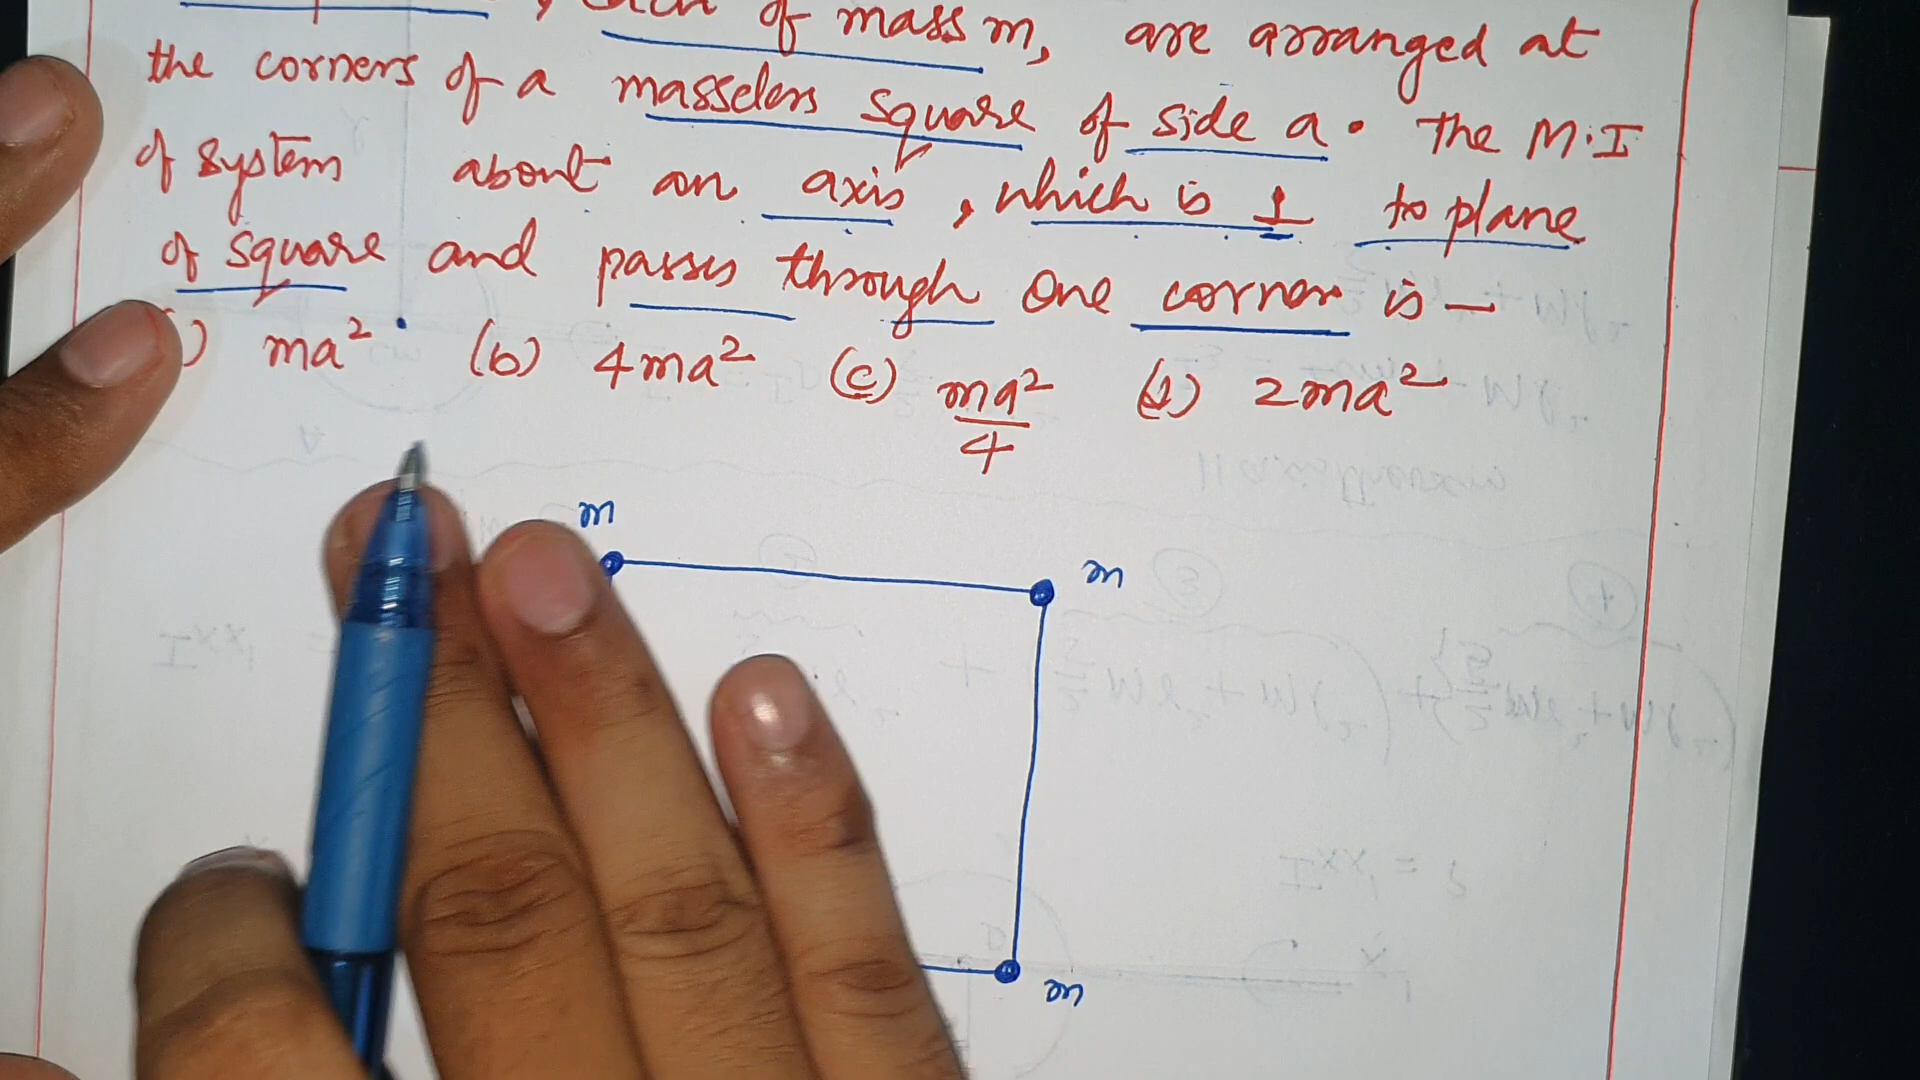 of mass m, are arranged at
the corners of a masseless square of side a. The M.I
of system about an axis, which is ⊥ to plane
of square and passes through one corner is —
) ma² (b) 4ma² (c) ma²/4 (d) 2ma²
m
m
m